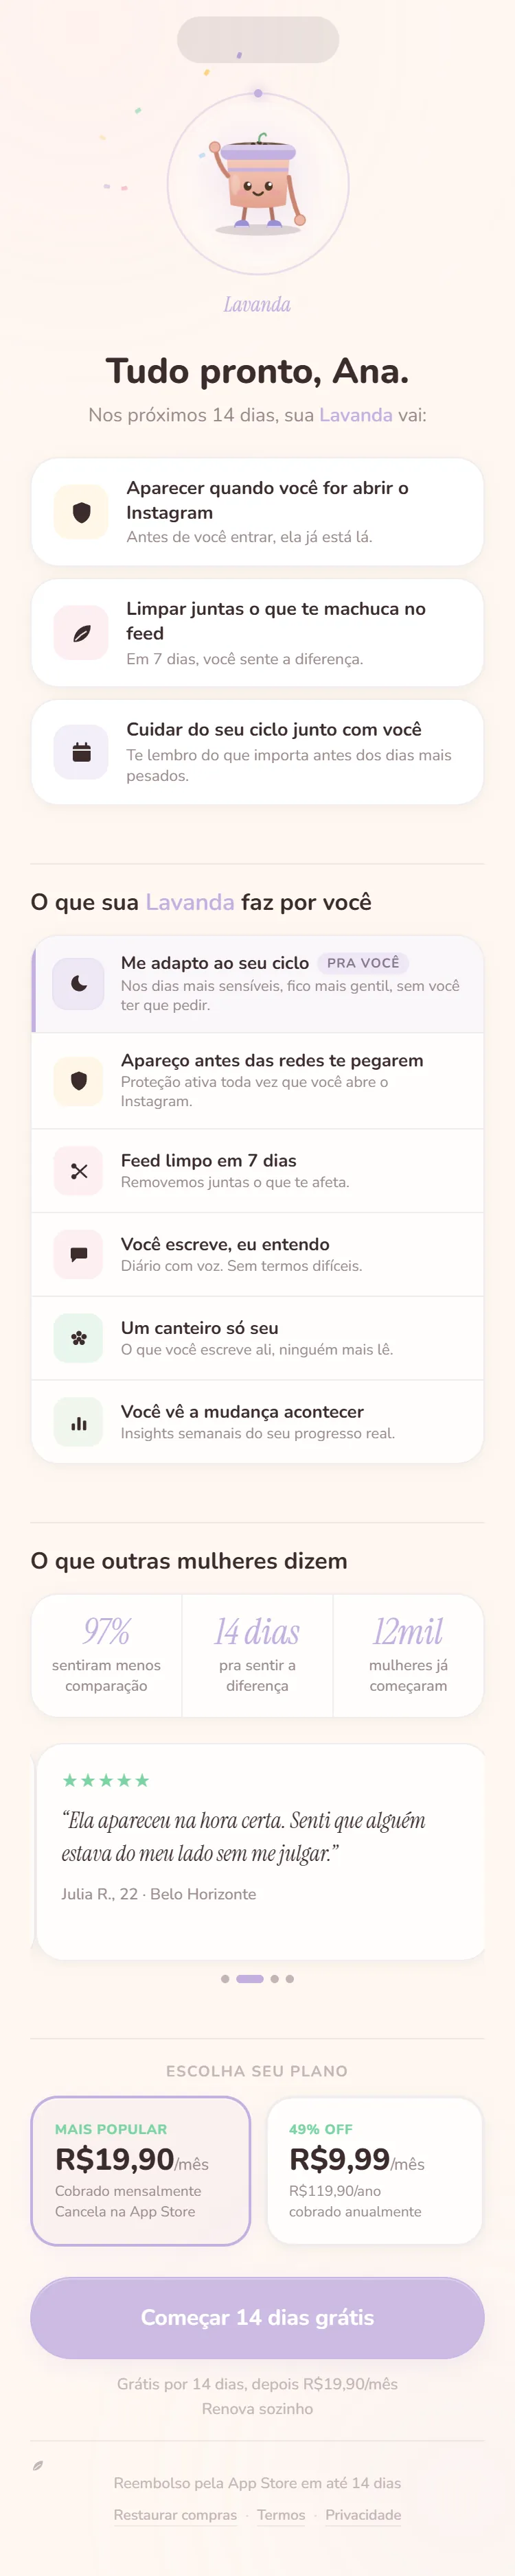 Lavanda
Tudo pronto, Ana.
Nos próximos 14 dias, sua Lavanda vai:
Aparecer quando você for abrir o
Instagram
Antes de você entrar, ela já está lá.
Limpar juntas o que te machuca no
feed
Em 7 dias, você sente a diferença.
Cuidar do seu ciclo junto com você
Te lembro do que importa antes dos dias mais
pesados.
O que sua Lavanda faz por você
Me adapto ao seu ciclo PRA VOCÊ
Nos dias mais sensíveis, fico mais gentil, sem você
ter que pedir.
Apareço antes das redes te pegarem
Proteção ativa toda vez que você abre o
Instagram.
Feed limpo em 7 dias
Removemos juntas o que te afeta.
Você escreve, eu entendo
Diário com voz. Sem termos difíceis.
Um canteiro só seu
O que você escreve ali, ninguém mais lê.
Você vê a mudança acontecer
Insights semanais do seu progresso real.
O que outras mulheres dizem
97%
sentiram menos
comparação
14 dias
pra sentir a
diferença
12mil
mulheres já
começaram
★★★★★
“Ela apareceu na hora certa. Senti que alguém
estava do meu lado sem me julgar.”
Julia R., 22 · Belo Horizonte
ESCOLHA SEU PLANO
MAIS POPULAR
R$19,90/mês
Cobrado mensalmente
Cancela na App Store
49% OFF
R$9,99/mês
R$119,90/ano
cobrado anualmente
Começar 14 dias grátis
Grátis por 14 dias, depois R$19,90/mês
Renova sozinho
Reembolso pela App Store em até 14 dias
Restaurar compras · Termos · Privacidade